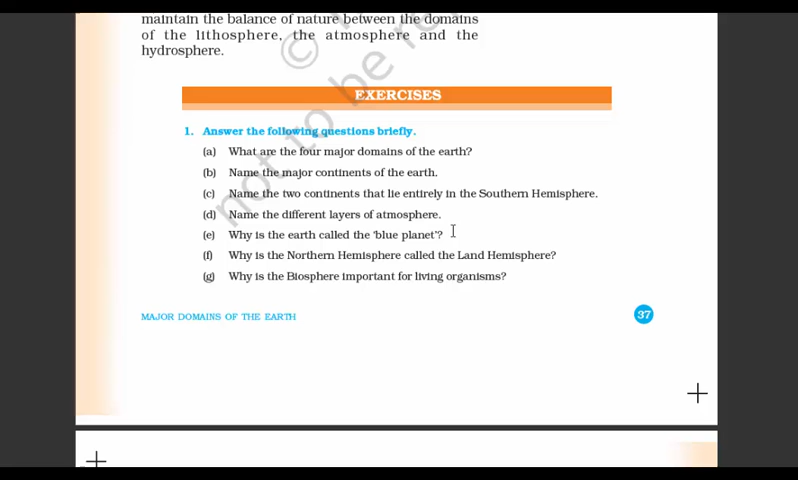 maintain the balance of nature between the domains
of the lithosphere, the atmosphere and the
hydrosphere.
EXERCISES
1. Answer the following questions briefly.
(a) What are the four major domains of the earth?
(b) Name the major continents of the earth.
(c) Name the two continents that lie entirely in the Southern Hemisphere.
(d) Name the different layers of atmosphere.
(e) Why is the earth called the ‘blue planet’?
(f) Why is the Northern Hemisphere called the Land Hemisphere?
(g) Why is the Biosphere important for living organisms?
MAJOR DOMAINS OF THE EARTH
37
©
not to be re